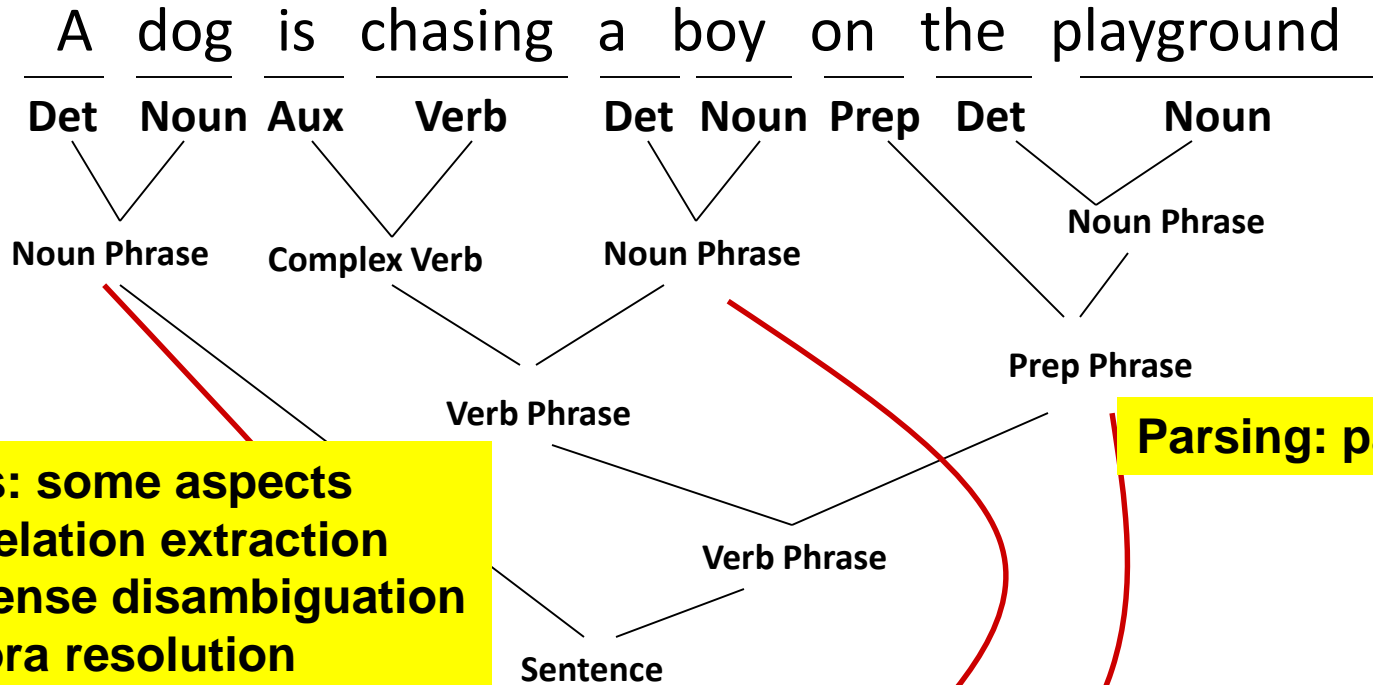 A dog is chasing a boy on the playground
Det Noun Aux Verb Det Noun Prep Det Noun
Noun Phrase
Noun Phrase Complex Verb Noun Phrase
Prep Phrase
Verb Phrase
Parsing: p
s: some aspects
elation extraction
ense disambiguation
ora resolution
Verb Phrase
Sentence